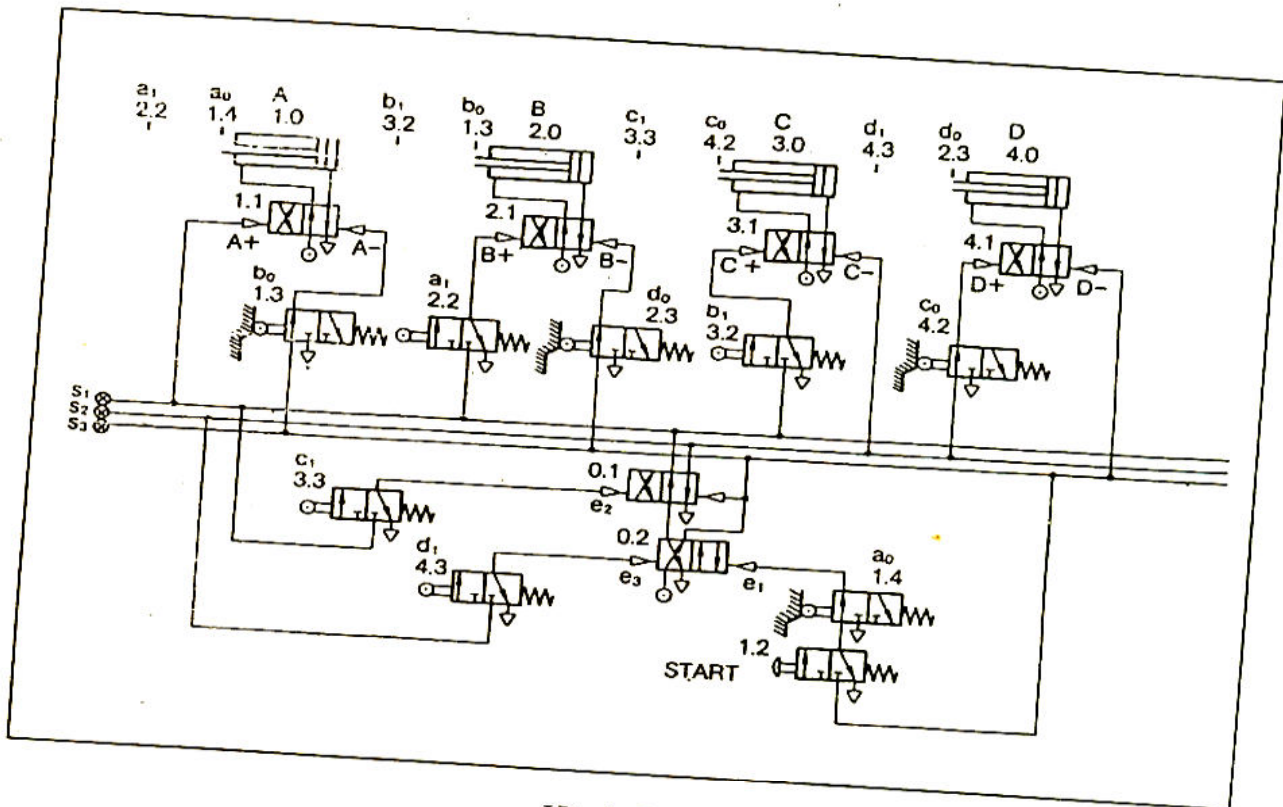 a₁ a₀ A b₁ b₀ B c₁ c₀ C d₁ d₀ D
2.2 1.4 1.0 3.2 1.3 2.0 3.3 4.2 3.0 4.3 2.3 4.0
1.1 2.1 3.1 4.1
A+ A- B+ B- C+ C- D+ D-
b₀ a₁ d₀ b₁ c₀
1.3 2.2 2.3 3.2 4.2
S₁
S₂
S₃
c₁
3.3
0.1
e₂
d₁
4.3
0.2
e₃ e₁
a₀
1.4
1.2
START